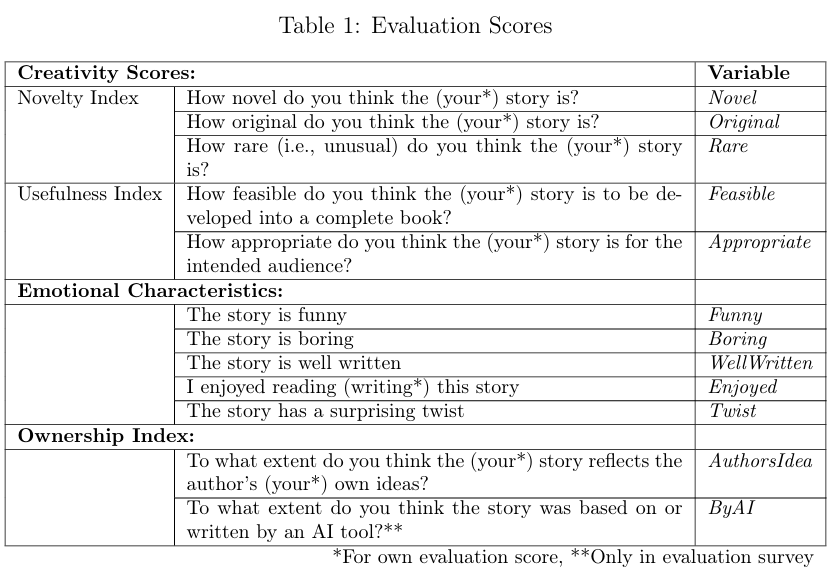 Table 1: Evaluation Scores
Creativity Scores: Variable
Novelty Index How novel do you think the (your*) story is? Novel
How original do you think the (your*) story is? Original
How rare (i.e., unusual) do you think the (your*) story Rare
is?
Usefulness Index How feasible do you think the (your*) story is to be de- Feasible
veloped into a complete book?
How appropriate do you think the (your*) story is for the Appropriate
intended audience?
Emotional Characteristics:
The story is funny Funny
The story is boring Boring
The story is well written WellWritten
I enjoyed reading (writing*) this story Enjoyed
The story has a surprising twist Twist
Ownership Index:
To what extent do you think the (your*) story reflects the AuthorsIdea
author's (your*) own ideas?
To what extent do you think the story was based on or ByAI
written by an AI tool?**
*For own evaluation score, **Only in evaluation survey